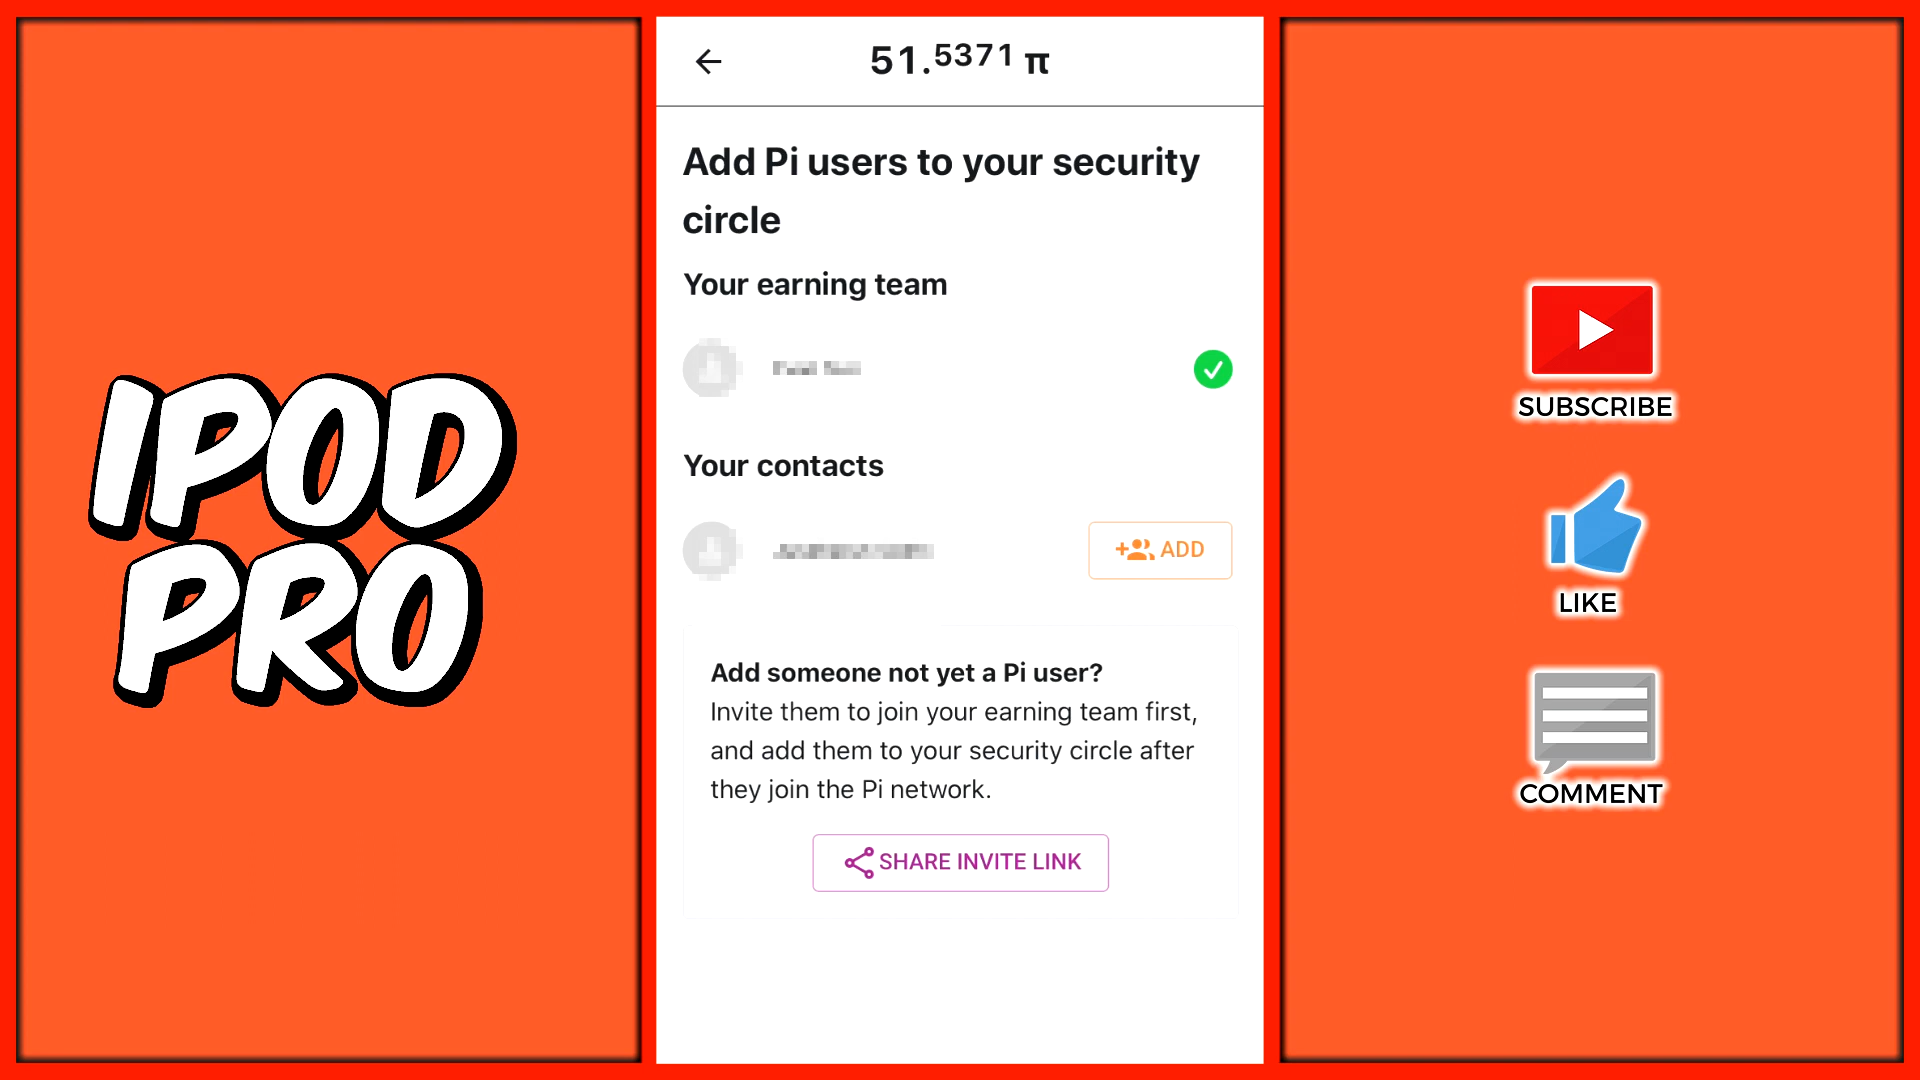 IPOD
PRO
51.5371 π
Add Pi users to your security
circle
Your earning team
Your contacts
ADD
Add someone not yet a Pi user?
Invite them to join your earning team first,
and add them to your security circle after
they join the Pi network.
SHARE INVITE LINK
SUBSCRIBE
LIKE
COMMENT